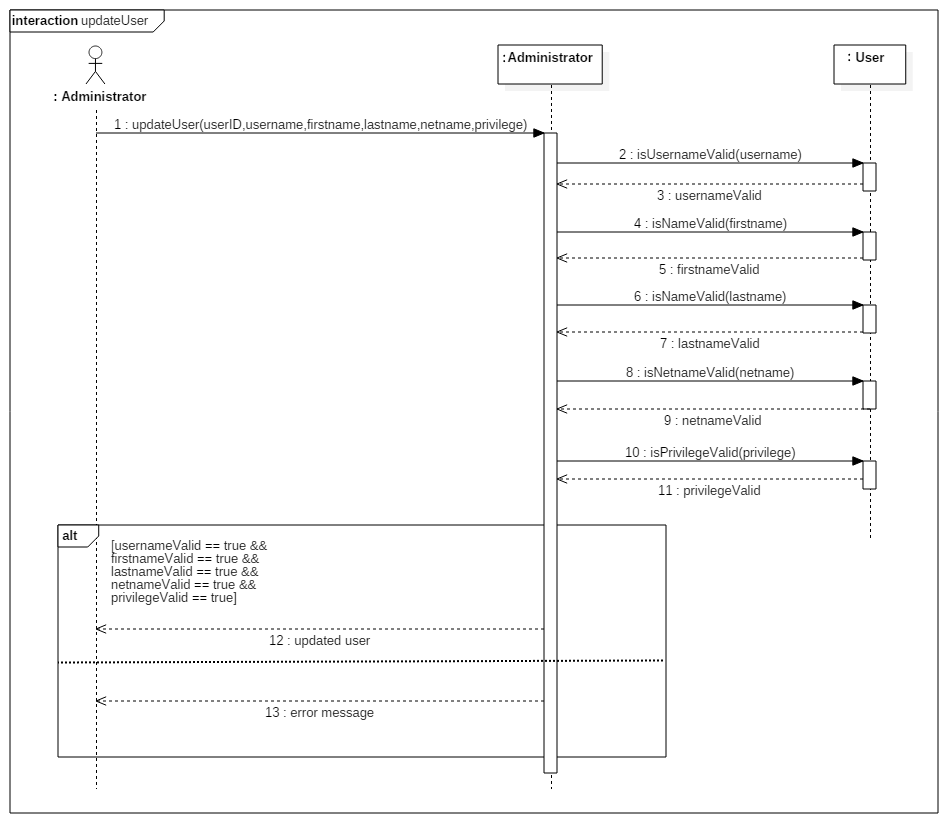 interaction updateUser
: Administrator
:Administrator
: User
1 : updateUser(userID,username,firstname,lastname,netname,privilege)
2 : isUsernameValid(username)
3 : usernameValid
4 : isNameValid(firstname)
5 : firstnameValid
6 : isNameValid(lastname)
7 : lastnameValid
8 : isNetnameValid(netname)
9 : netnameValid
10 : isPrivilegeValid(privilege)
11 : privilegeValid
alt
[usernameValid == true &&
firstnameValid == true &&
lastnameValid == true &&
netnameValid == true &&
privilegeValid == true]
12 : updated user
13 : error message